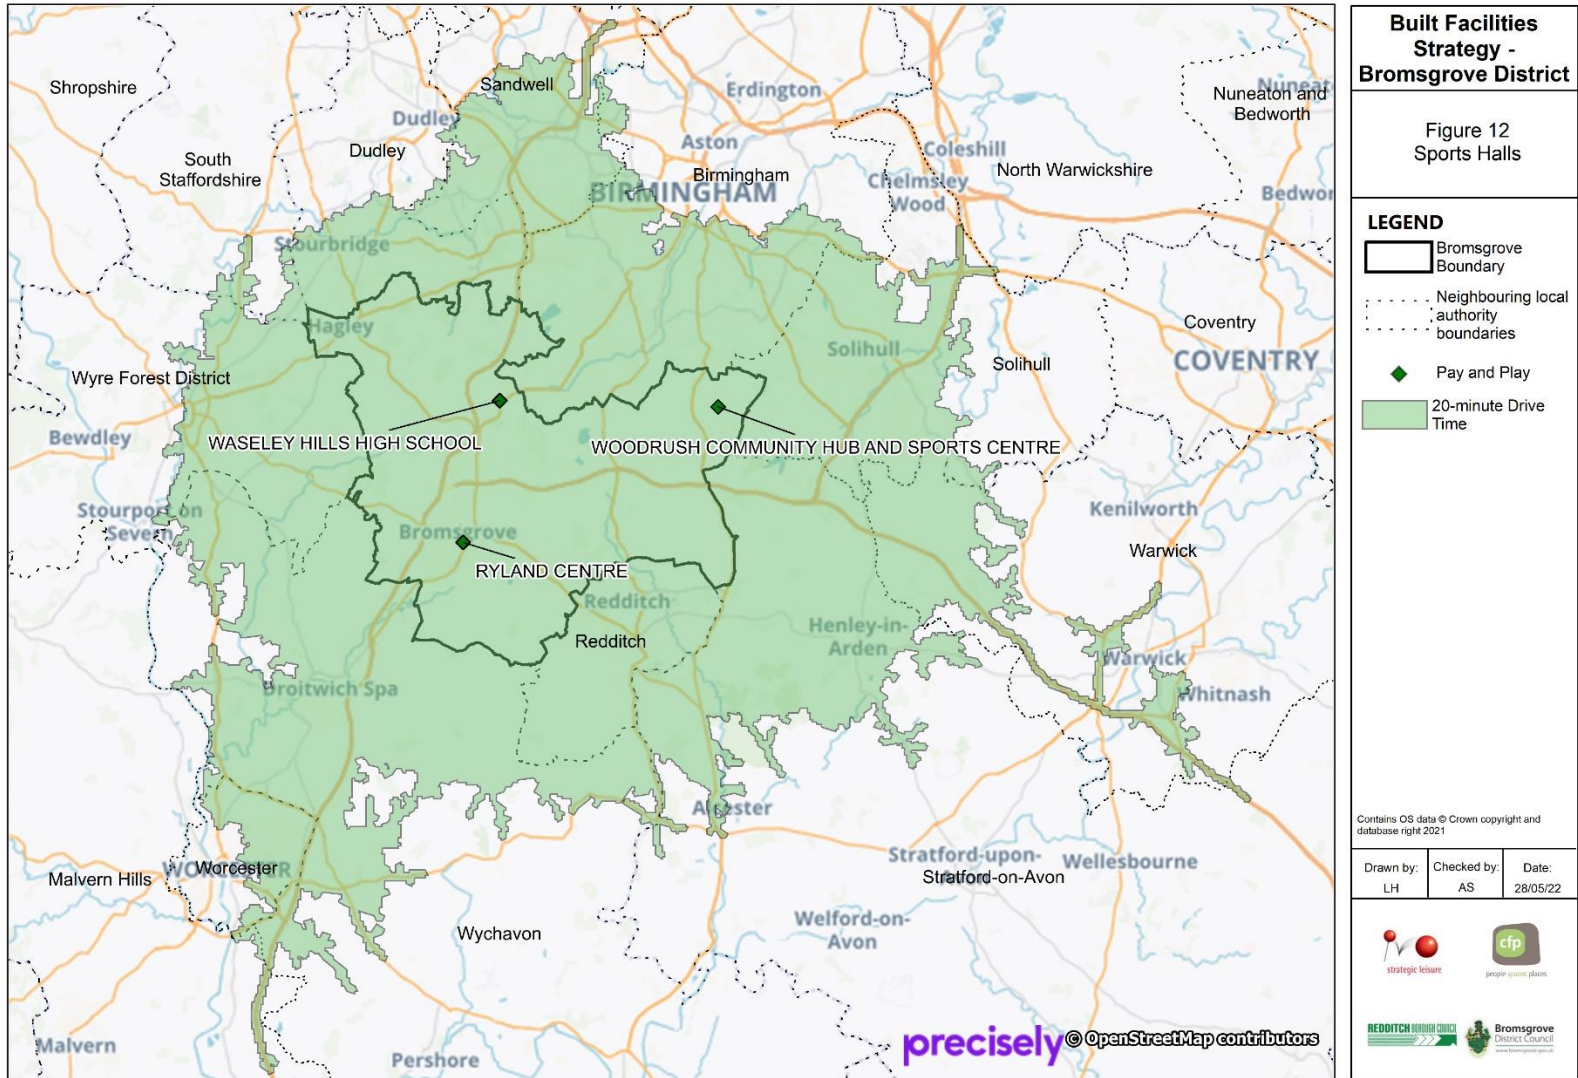 Shropshire
Sandwell
Erdington
Nuneaton and
Bedworth
Dudley
Dudley
Aston
Coleshill
South
Staffordshire
Birmingham
North Warwickshire
BIRMINGHAM
Chelmsley
Wood
Stourbridge
Hagley
Solihull
Solihull
Coventry
COVENTRY
Wyre Forest District
Bewdley
WASELEY HILLS HIGH SCHOOL
WOODRUSH COMMUNITY HUB AND SPORTS CENTRE
Stourport on
Severn
Bromsgrove
Kenilworth
Warwick
RYLAND CENTRE
Redditch
Redditch
Henley-in-
Arden
Warwick
Whitnash
Droitwich Spa
Alcester
WORCESTER
Worcester
Malvern Hills
Stratford-upon-
Stratford-on-Avon
Wellesbourne
Wychavon
Welford-on-
Avon
Malvern
Pershore
precisely © OpenStreetMap contributors
Built Facilities
Strategy -
Bromsgrove District
Figure 12
Sports Halls
LEGEND
Bromsgrove
Boundary
Neighbouring local
authority
boundaries
Pay and Play
20-minute Drive
Time
Contains OS data © Crown copyright and
database right 2021
Drawn by: Checked by: Date:
LH AS 28/05/22
strategic leisure
cfp
people spaces places
REDDITCH BOROUGH COUNCIL
Bromsgrove
District Council
www.bromsgrove.gov.uk